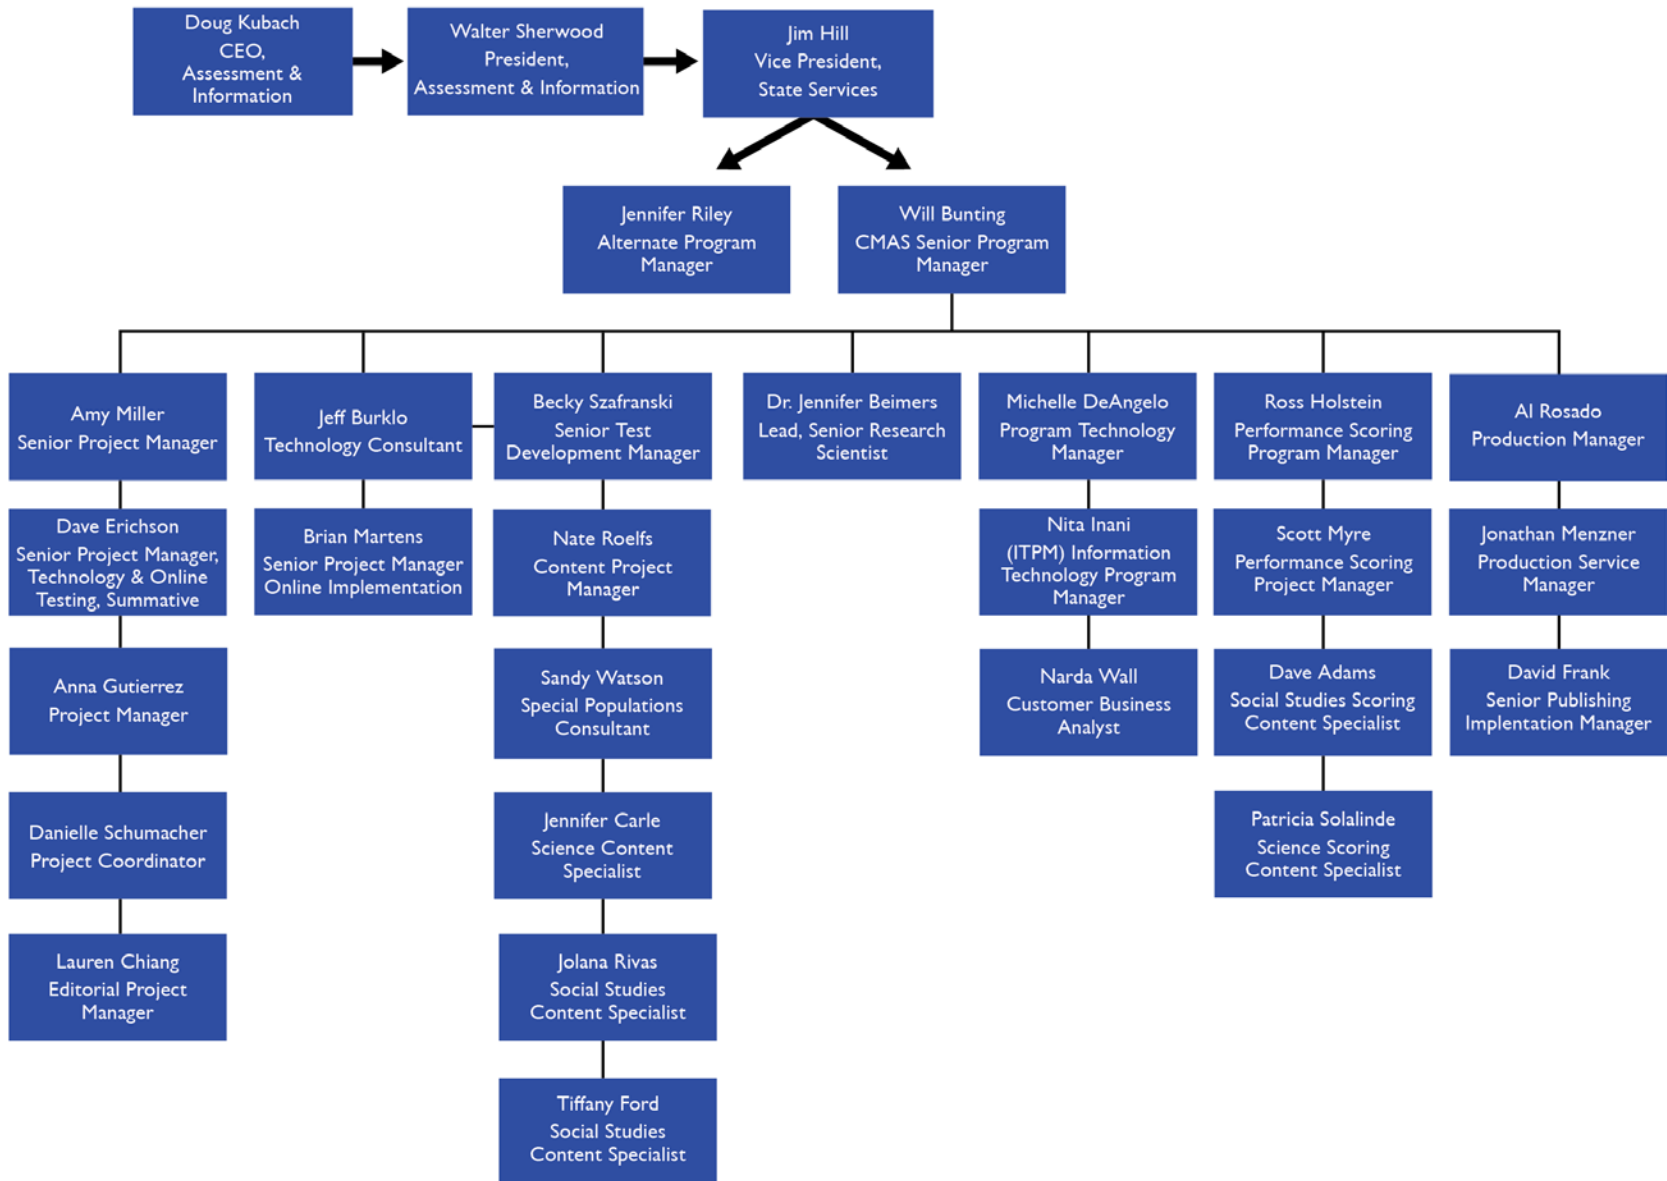 Doug Kubach
CEO,
Assessment &
Information
Walter Sherwood
President,
Assessment & Information
Jim Hill
Vice President,
State Services
Jennifer Riley
Alternate Program
Manager
Will Bunting
CMAS Senior Program
Manager
Amy Miller
Senior Project Manager
Jeff Burklo
Technology Consultant
Becky Szafranski
Senior Test
Development Manager
Dr. Jennifer Beimers
Lead, Senior Research
Scientist
Michelle DeAngelo
Program Technology
Manager
Ross Holstein
Performance Scoring
Program Manager
Al Rosado
Production Manager
Dave Erichson
Senior Project Manager,
Technology & Online
Testing, Summative
Brian Martens
Senior Project Manager
Online Implementation
Nate Roelfs
Content Project
Manager
Nita Inani
(ITPM) Information
Technology Program
Manager
Scott Myre
Performance Scoring
Project Manager
Jonathan Menzner
Production Service
Manager
Anna Gutierrez
Project Manager
Sandy Watson
Special Populations
Consultant
Narda Wall
Customer Business
Analyst
Dave Adams
Social Studies Scoring
Content Specialist
David Frank
Senior Publishing
Implentation Manager
Danielle Schumacher
Project Coordinator
Jennifer Carle
Science Content
Specialist
Patricia Solalinde
Science Scoring
Content Specialist
Lauren Chiang
Editorial Project
Manager
Jolana Rivas
Social Studies
Content Specialist
Tiffany Ford
Social Studies
Content Specialist